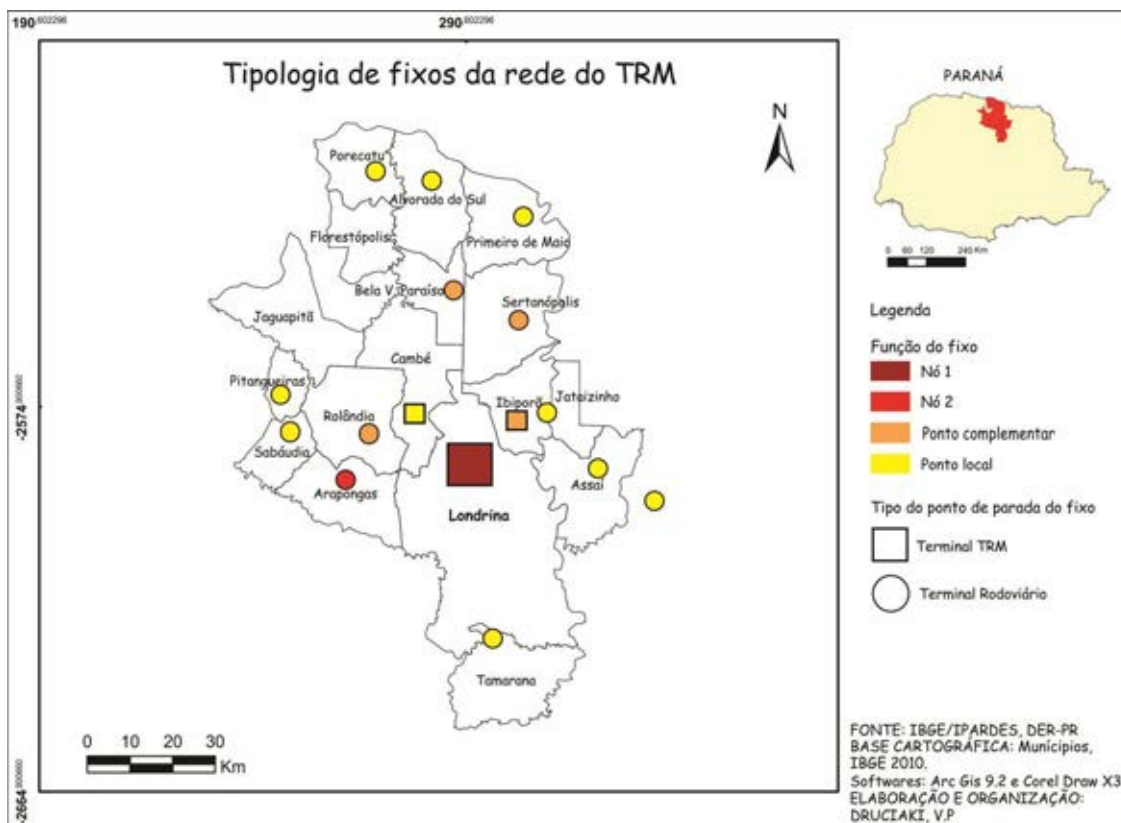 190,602296
290,602296
Tipologia de fixos da rede do TRM
N
PARANÁ
Porecatu
Alvorada do Sul
Florestópolis
Primeiro de Maio
0 60 120 240 Km
Bela V. Paraíso
Sertanópolis
Jaguapitã
Cambé
Pitangueiras
Rolândia
Ibiporã
Jataizinho
Sabáudia
Arapongas
Assaí
Londrina
Tamarana
Legenda
Função do fixo
Nó 1
Nó 2
Ponto complementar
Ponto local
Tipo do ponto de parada do fixo
Terminal TRM
Terminal Rodoviário
-2574
-2664
0 10 20 30
Km
FONTE: IBGE/IPARDES, DER-PR
BASE CARTOGRÁFICA: Municípios,
IBGE 2010.
Softwares: Arc Gis 9.2 e Corel Draw X3
ELABORAÇÃO E ORGANIZAÇÃO:
DRUCIAKI, V.P